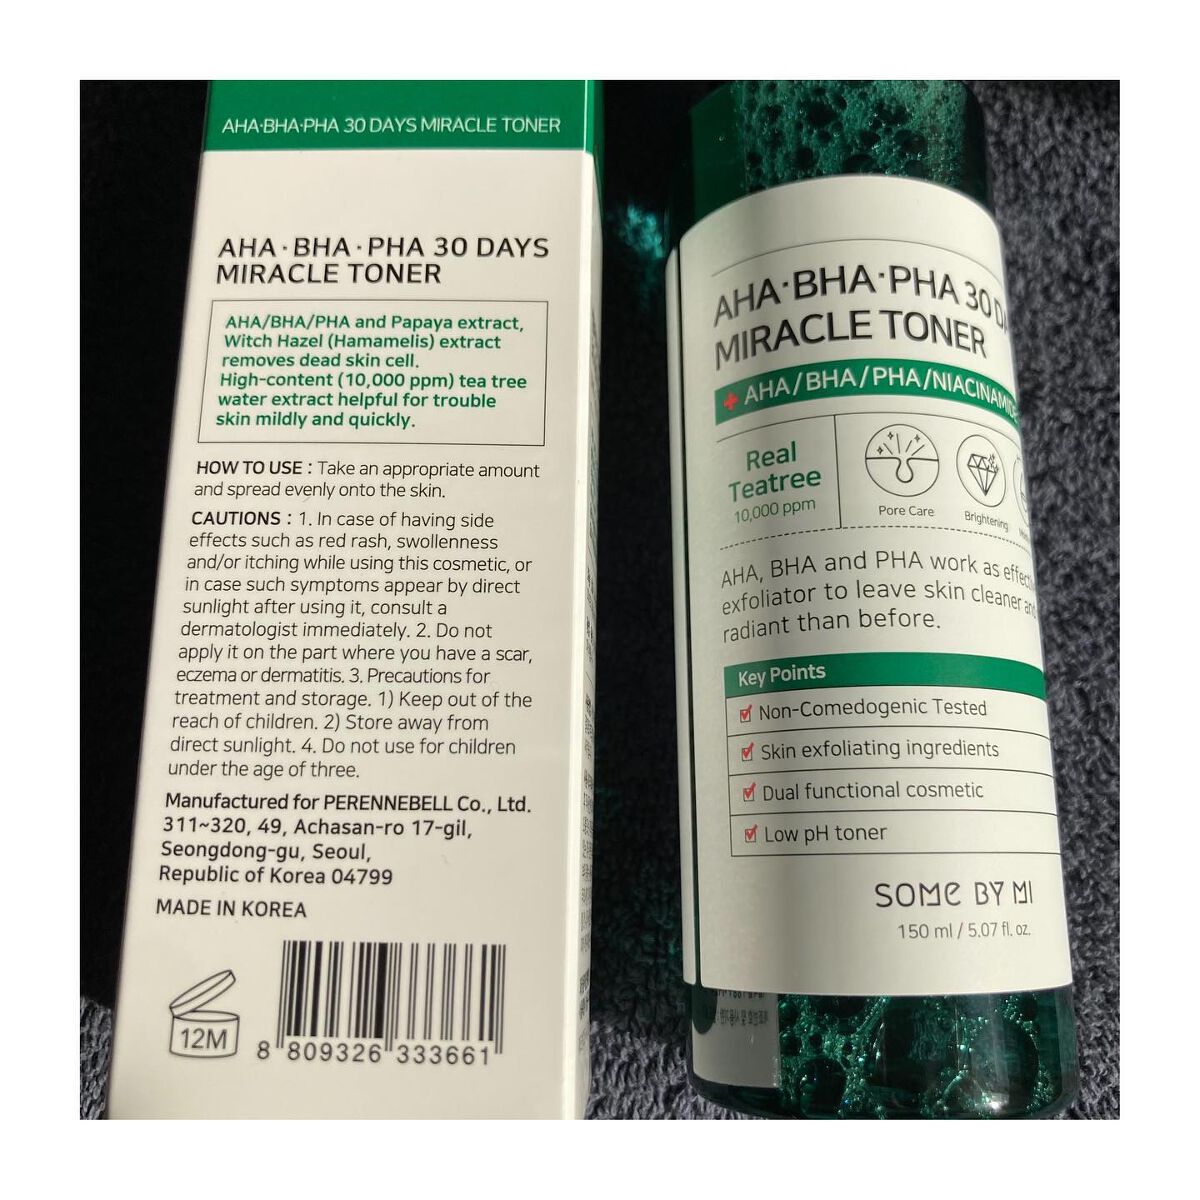 AHA·BHA·PHA 30 DAYS MIRACLE TONER
AHA·BHA·PHA 30 DAYS
MIRACLE TONER
AHA/BHA/PHA and Papaya extract,
Witch Hazel (Hamamelis) extract
removes dead skin cell.
High-content (10,000 ppm) tea tree
water extract helpful for trouble
skin mildly and quickly.
HOW TO USE : Take an appropriate amount
and spread evenly onto the skin.
CAUTIONS : 1. In case of having side
effects such as red rash, swollenness
and/or itching while using this cosmetic, or
in case such symptoms appear by direct
sunlight after using it, consult a
dermatologist immediately. 2. Do not
apply it on the part where you have a scar,
eczema or dermatitis. 3. Precautions for
treatment and storage. 1) Keep out of the
reach of children. 2) Store away from
direct sunlight. 4. Do not use for children
under the age of three.
Manufactured for PERENNEBELL Co., Ltd.
311~320, 49, Achasan-ro 17-gil,
Seongdong-gu, Seoul,
Republic of Korea 04799
MADE IN KOREA
12M
8 809326 333661
AHA·BHA·PHA 30 DA
MIRACLE TONER
+ AHA/BHA/PHA/NIACINAMIDE
Real
Teatree
10,000 ppm
Pore Care
Brightening
AHA, BHA and PHA work as effecti
exfoliator to leave skin cleaner and
radiant than before.
Key Points
Non-Comedogenic Tested
Skin exfoliating ingredients
Dual functional cosmetic
Low pH toner
SOME BY MI
150 ml / 5.07 fl. oz.